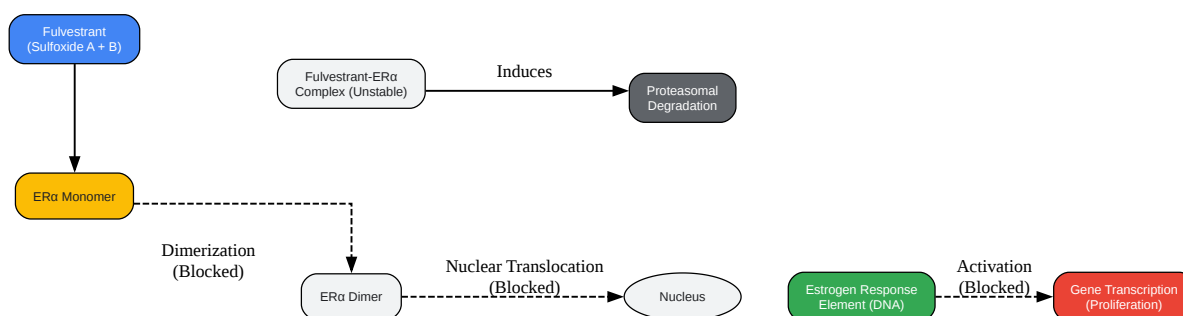 Fulvestrant
(Sulfoxide A + B)
Fulvestrant-ERα
Complex (Unstable)
Induces
Proteasomal
Degradation
ERα Monomer
Dimerization
(Blocked)
ERα Dimer
Nuclear Translocation
(Blocked)
Nucleus
Estrogen Response
Element (DNA)
Activation
(Blocked)
Gene Transcription
(Proliferation)